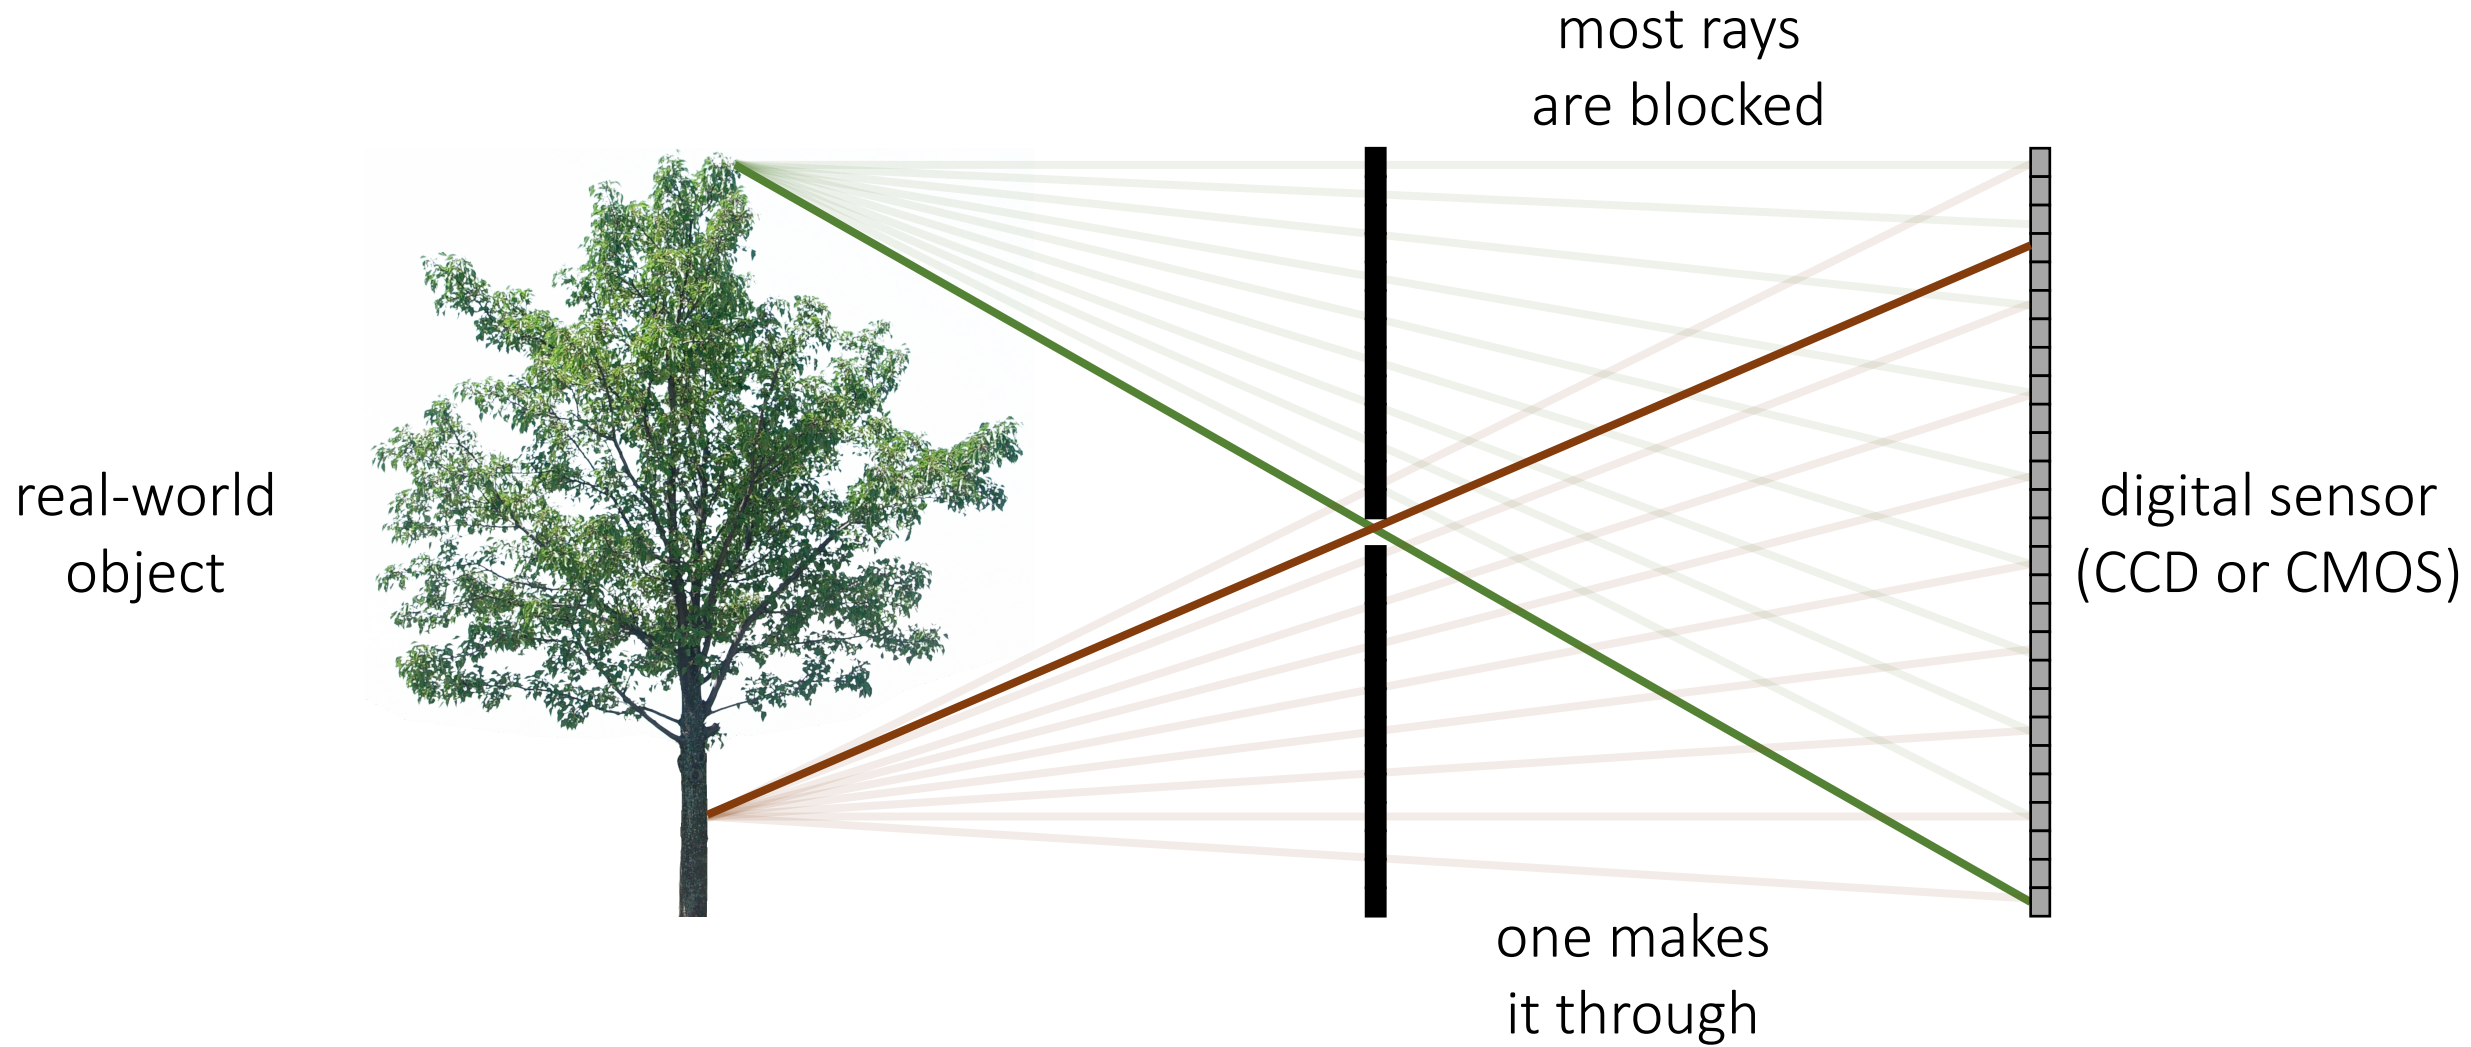 most rays
are blocked
real-world
object
digital sensor
(CCD or CMOS)
one makes
it through